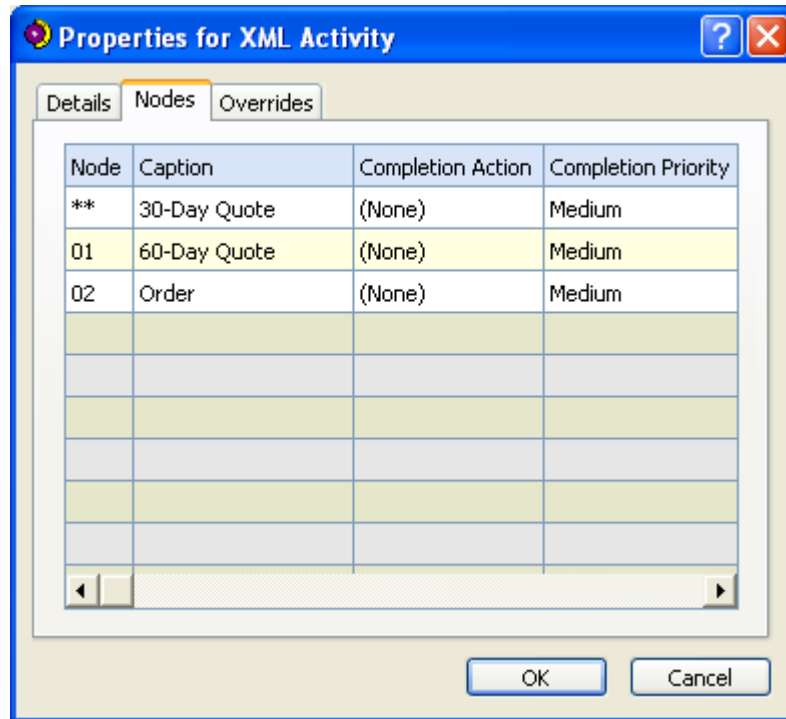 Properties for XML Activity
Details Nodes Overrides
Node Caption Completion Action Completion Priority
** 30-Day Quote (None) Medium
01 60-Day Quote (None) Medium
02 Order (None) Medium
OK Cancel